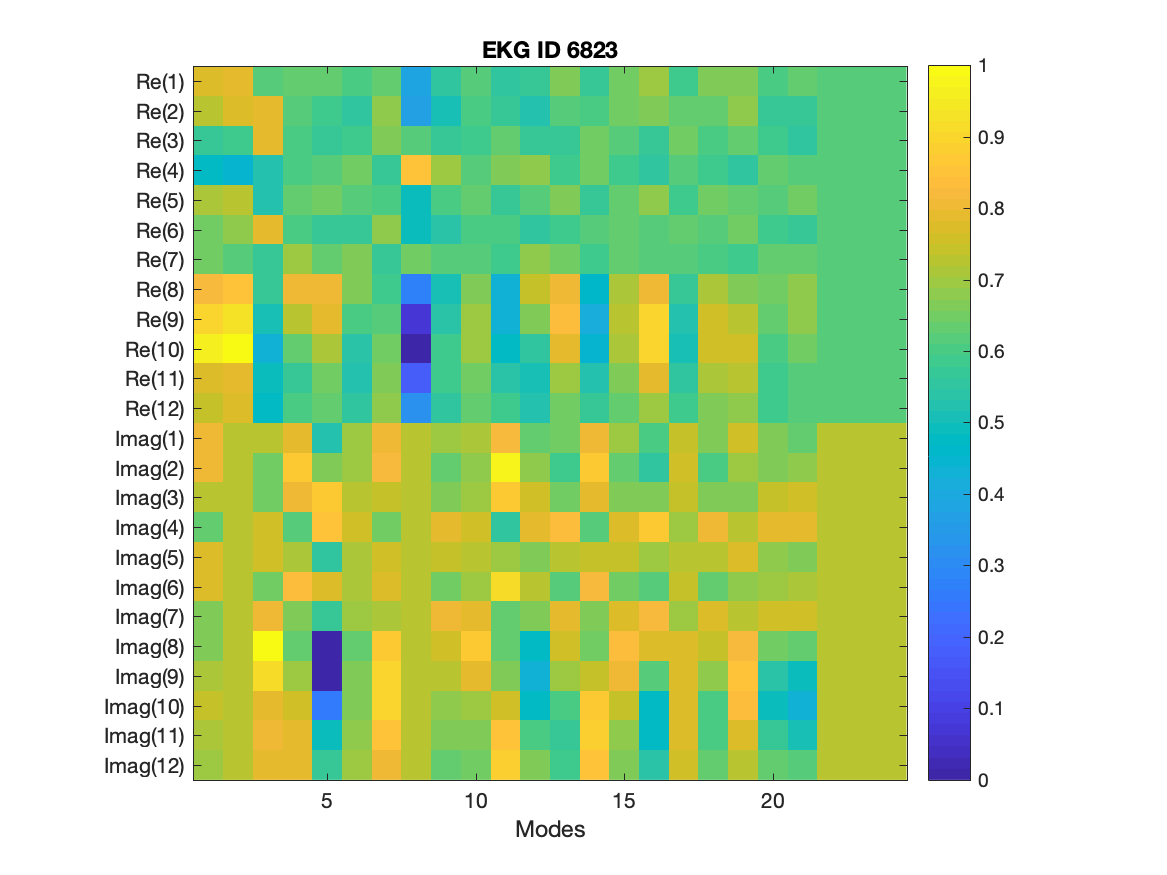 EKG ID 6823
Re(1)
Re(2)
Re(3)
Re(4)
Re(5)
Re(6)
Re(7)
Re(8)
Re(9)
Re(10)
Re(11)
Re(12)
Imag(1)
Imag(2)
Imag(3)
Imag(4)
Imag(5)
Imag(6)
Imag(7)
Imag(8)
Imag(9)
Imag(10)
Imag(11)
Imag(12)
5 10 15 20
Modes
1
0.9
0.8
0.7
0.6
0.5
0.4
0.3
0.2
0.1
0